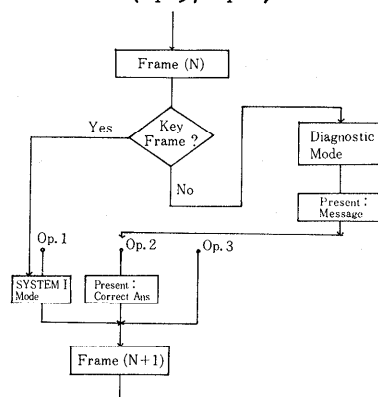 Frame (N)
Yes
Key
Frame ?
No
Diagnostic
Mode
Present :
Message
Op. 1
Op. 2
Op. 3
SYSTEM I
Mode
Present :
Correct Ans
Frame (N+1)